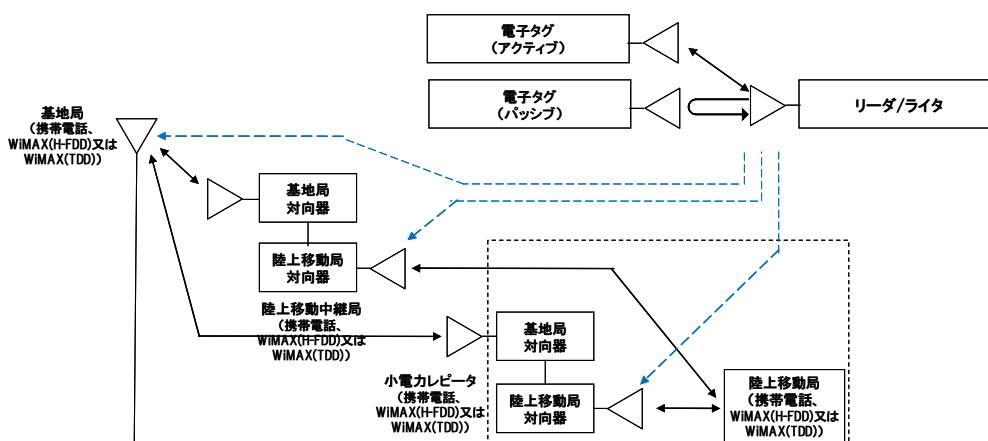 電子タグ
(アクティブ)
電子タグ
(パッシブ)
リーダ/ライタ
基地局
(携帯電話、
WiMAX(H-FDD)又は
WiMAX(TDD))
基地局
対向器
陸上移動局
対向器
陸上移動中継局
(携帯電話、
WiMAX(H-FDD)又は
WiMAX(TDD))
基地局
対向器
小電力レピータ
(携帯電話、
WiMAX(H-FDD)又は
WiMAX(TDD))
陸上移動局
対向器
陸上移動局
(携帯電話、
WiMAX(H-FDD)又は
WiMAX(TDD))